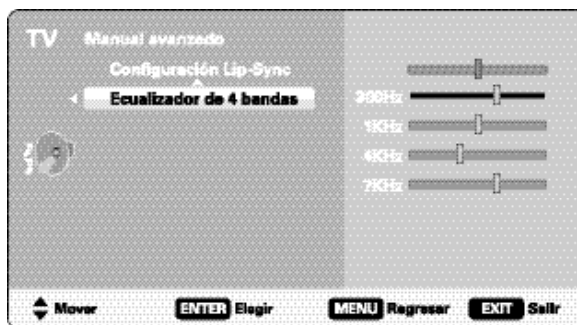 TV Manual avanzado
Configuración Lip-Sync
Ecualizador de 4 bandas
300Hz
1KHz
4KHz
7KHz
Mover ENTER Elegir MENU Regresar EXIT Salir